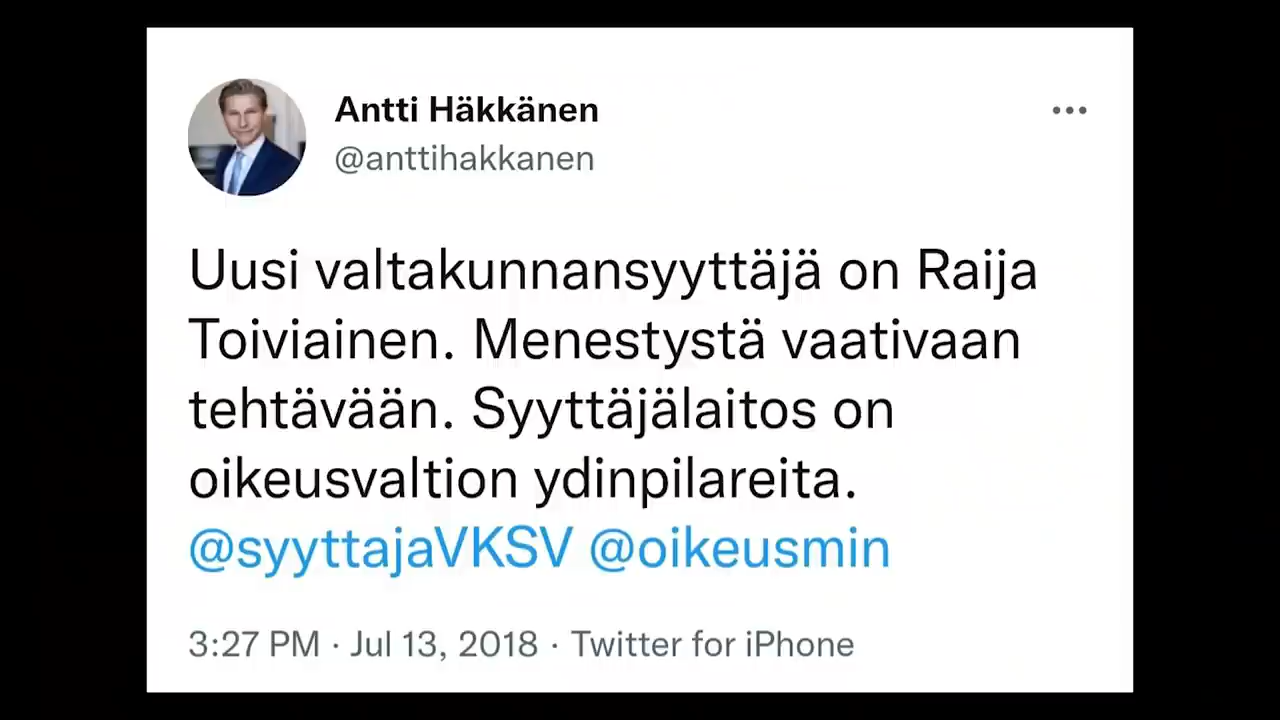 Antti Häkkänen
@anttihakkanen
Uusi valtakunnansyyttäjä on Raija
Toiviainen. Menestystä vaativaan
tehtävään. Syyttäjälaitos on
oikeusvaltion ydinpilareita.
@syyttajaVKSV @oikeusmin
3:27 PM · Jul 13, 2018 · Twitter for iPhone